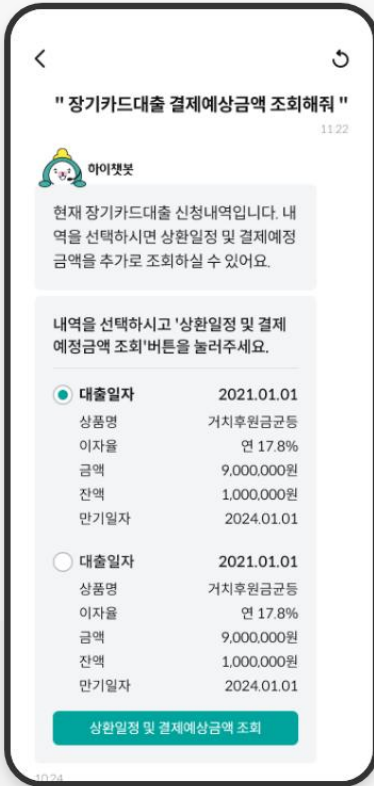 " 장기카드대출 결제예상금액 조회해줘 "
11:22
하이챗봇
현재 장기카드대출 신청내역입니다. 내
역을 선택하시면 상환일정 및 결제예정
금액을 추가로 조회하실 수 있어요.
내역을 선택하시고 '상환일정 및 결제
예정금액 조회'버튼을 눌러주세요.
대출일자 2021.01.01
상품명 거치후원금균등
이자율 연 17.8%
금액 9,000,000원
잔액 1,000,000원
만기일자 2024.01.01
대출일자 2021.01.01
상품명 거치후원금균등
이자율 연 17.8%
금액 9,000,000원
잔액 1,000,000원
만기일자 2024.01.01
상환일정 및 결제예상금액 조회
10:24